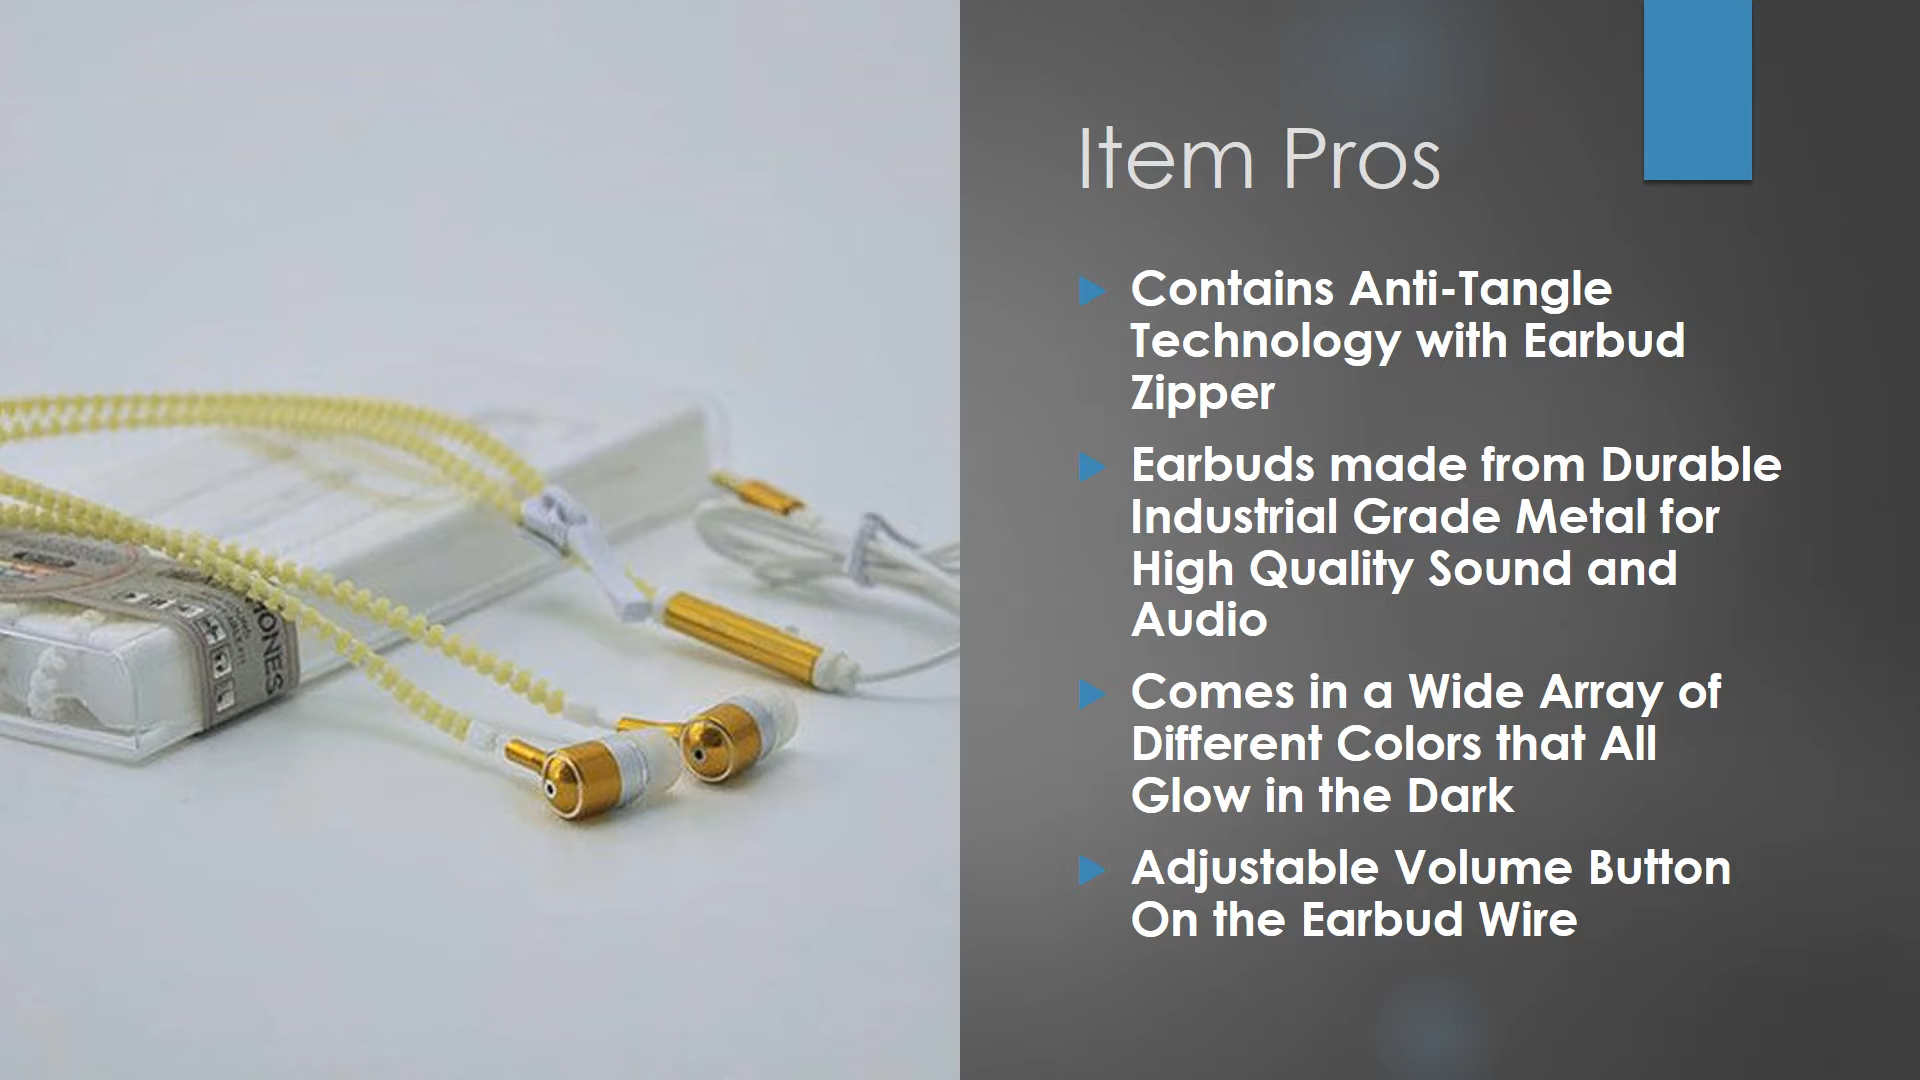 Item Pros
Contains Anti-Tangle
Technology with Earbud
Zipper
Earbuds made from Durable
Industrial Grade Metal for
High Quality Sound and
Audio
Comes in a Wide Array of
Different Colors that All
Glow in the Dark
Adjustable Volume Button
On the Earbud Wire